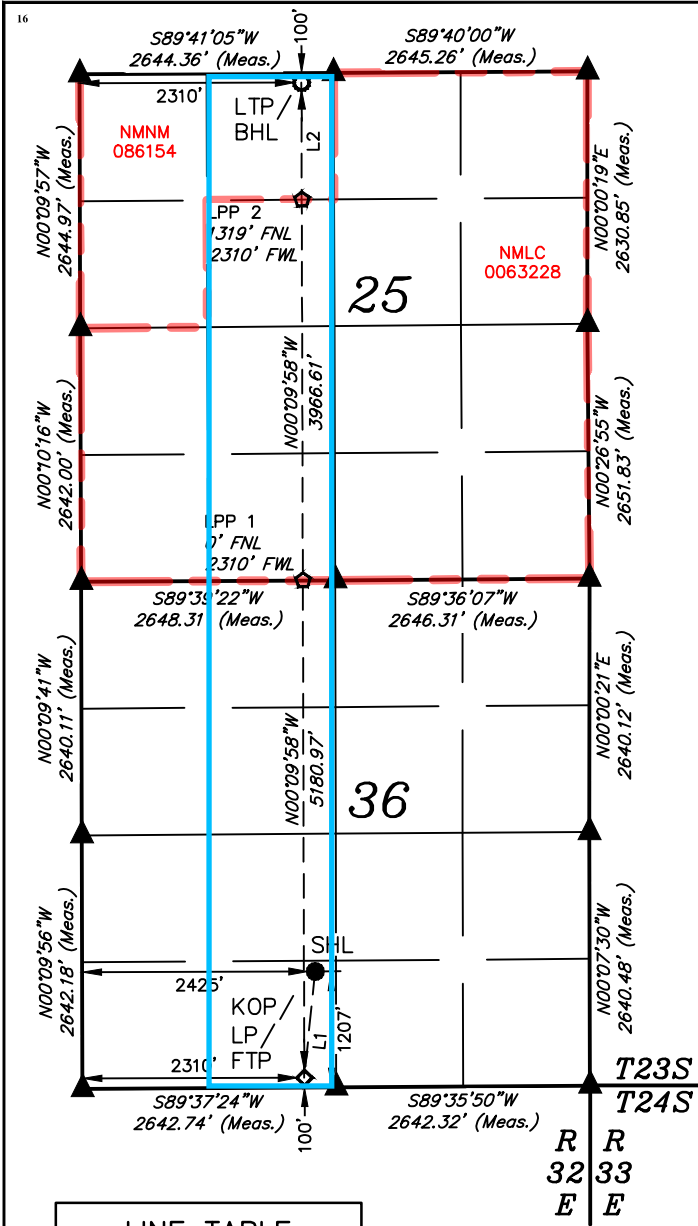 16
S89°41'05"W
2644.36' (Meas.)
100'
S89°40'00"W
2645.26' (Meas.)
2310'
LTP
BHL
NMNM
086154
L2
N00°09'57"W
2644.97' (Meas.)
N00°00'19"E
2630.85' (Meas.)
LPP 2
1319' FNL
2310' FWL
NMLC
0063228
25
N00°09'58"W
3966.61'
N00°10'16"W
2642.00' (Meas.)
N00°26'55"W
2651.83' (Meas.)
LPP 1
0' FNL
2310' FWL
S89°39'22"W
2648.31' (Meas.)
S89°36'07"W
2646.31' (Meas.)
N00°09'41"W
2640.11' (Meas.)
N00°00'21"E
2640.12' (Meas.)
N00°09'58"W
5180.97'
36
SHL
2425'
N00°09'56"W
2642.18' (Meas.)
N00°07'30"W
2640.48' (Meas.)
KOP
LP
FTP
L1
1207'
2310'
T23S
T24S
S89°37'24"W
2642.74' (Meas.)
100'
S89°35'50"W
2642.32' (Meas.)
R R
32 33
E E
LINE TABLE